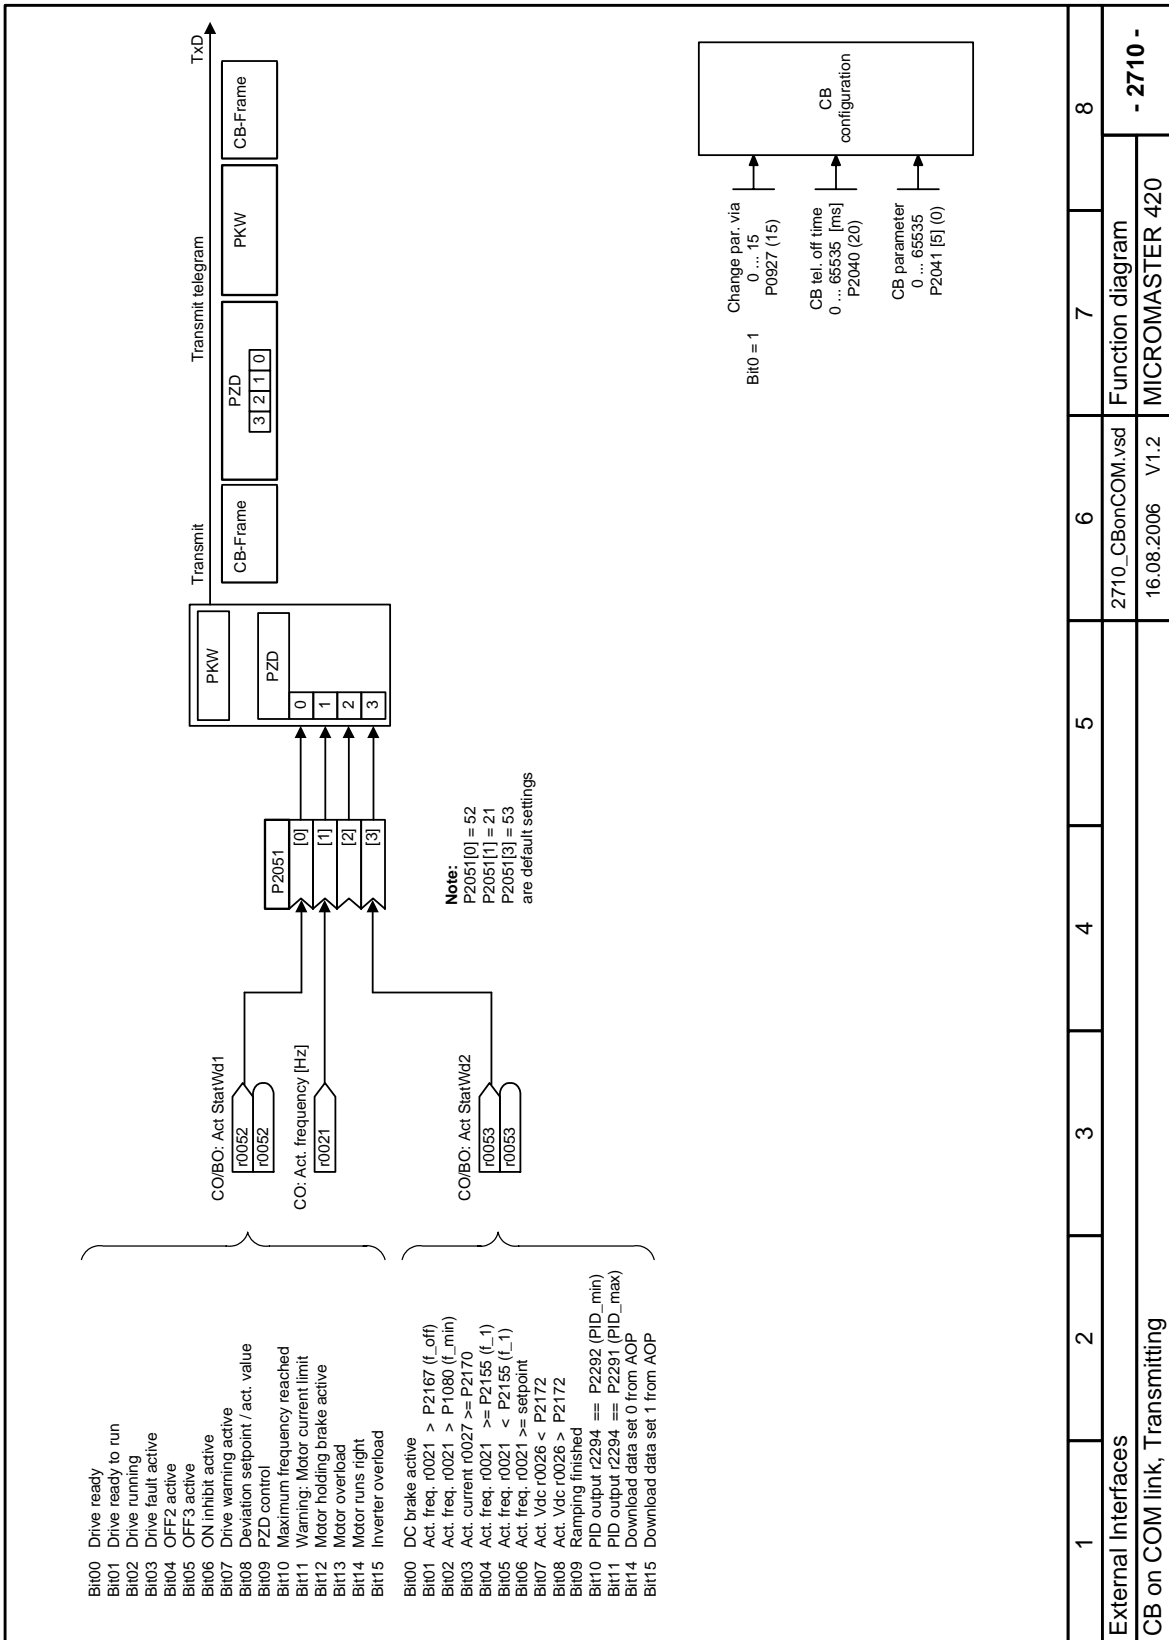 Bit00 Drive ready
Bit01 Drive ready to run
Bit02 Drive running
Bit03 Drive fault active
Bit04 OFF2 active
Bit05 OFF3 active
Bit06 ON inhibit active
Bit07 Drive warning active
Bit08 Deviation setpoint / act. value
Bit09 PZD control
Bit10 Maximum frequency reached
Bit11 Warning: Motor current limit
Bit12 Motor holding brake active
Bit13 Motor overload
Bit14 Motor runs right
Bit15 Inverter overload
Bit00 DC brake active
Bit01 Act. freq. r0021 > P2167 (f_off)
Bit02 Act. freq. r0021 > P1080 (f_min)
Bit03 Act. current r0027 >= P2170
Bit04 Act. freq. r0021 >= P2155 (f_1)
Bit05 Act. freq. r0021 < P2155 (f_1)
Bit06 Act. freq. r0021 >= setpoint
Bit07 Act. Vdc r0026 < P2172
Bit08 Act. Vdc r0026 > P2172
Bit09 Ramping finished
Bit10 PID output r2294 == P2292 (PID_min)
Bit11 PID output r2294 == P2291 (PID_max)
Bit14 Download data set 0 from AOP
Bit15 Download data set 1 from AOP
CO/BO: Act StatWd1
r0052
r0052
CO: Act. frequency [Hz]
r0021
CO/BO: Act StatWd2
r0053
r0053
P2051
[0]
[1]
[2]
[3]
Note:
P2051[0] = 52
P2051[1] = 21
P2051[3] = 53
are default settings
PKW
PZD
0
1
2
3
Transmit
Transmit telegram
TxD
CB-Frame
PZD
3 2 1 0
PKW
CB-Frame
Bit0 = 1
Change par. via
0 ... 15
P0927 (15)
CB tel. off time
0 ... 65535 [ms]
P2040 (20)
CB parameter
0 ... 65535
P2041 [5] (0)
CB
configuration
1 2 3 4 5 6 7 8
External Interfaces
2710_CBonCOM.vsd
Function diagram
- 2710 -
CB on COM link, Transmitting
16.08.2006 V1.2
MICROMASTER 420